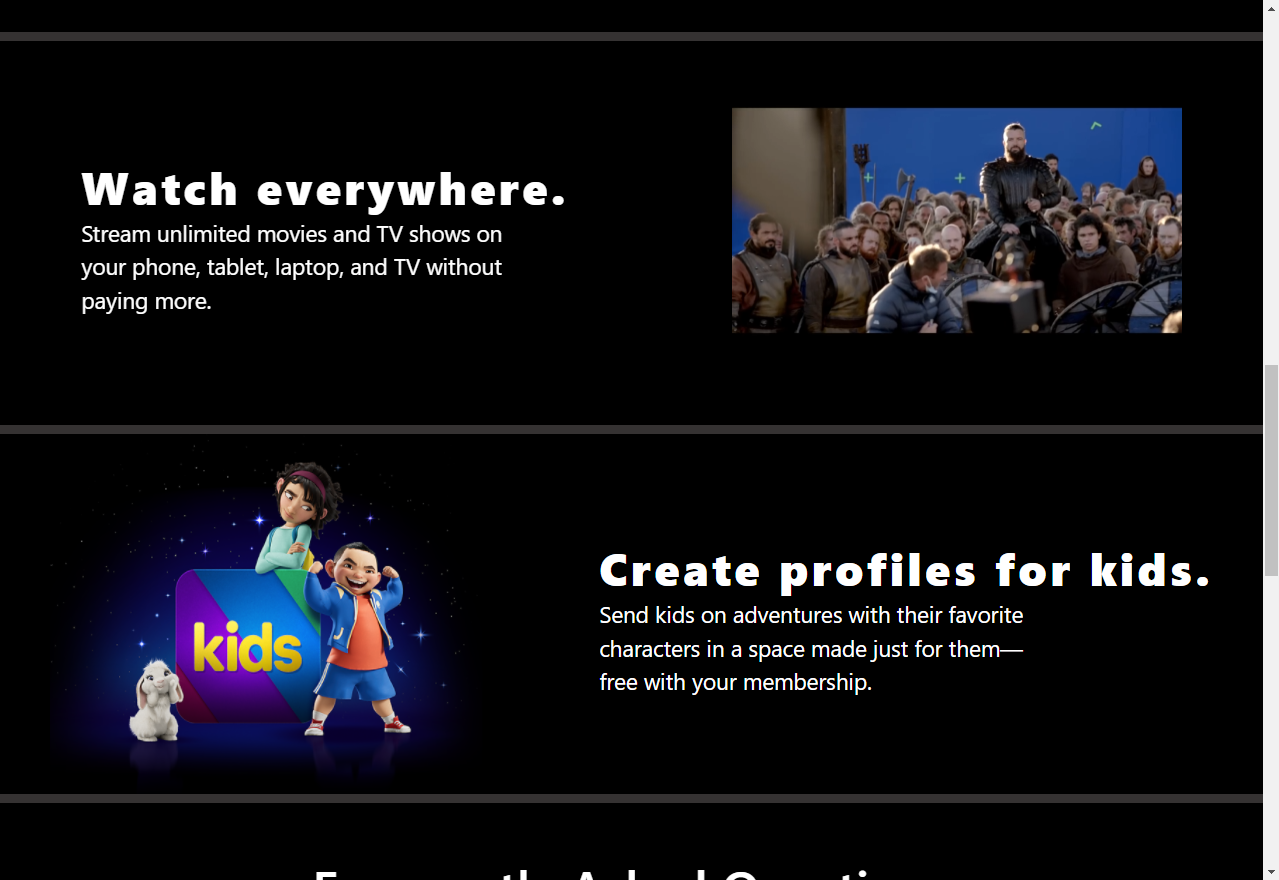 Watch everywhere.
Stream unlimited movies and TV shows on
your phone, tablet, laptop, and TV without
paying more.
kids
Create profiles for kids.
Send kids on adventures with their favorite
characters in a space made just for them—
free with your membership.